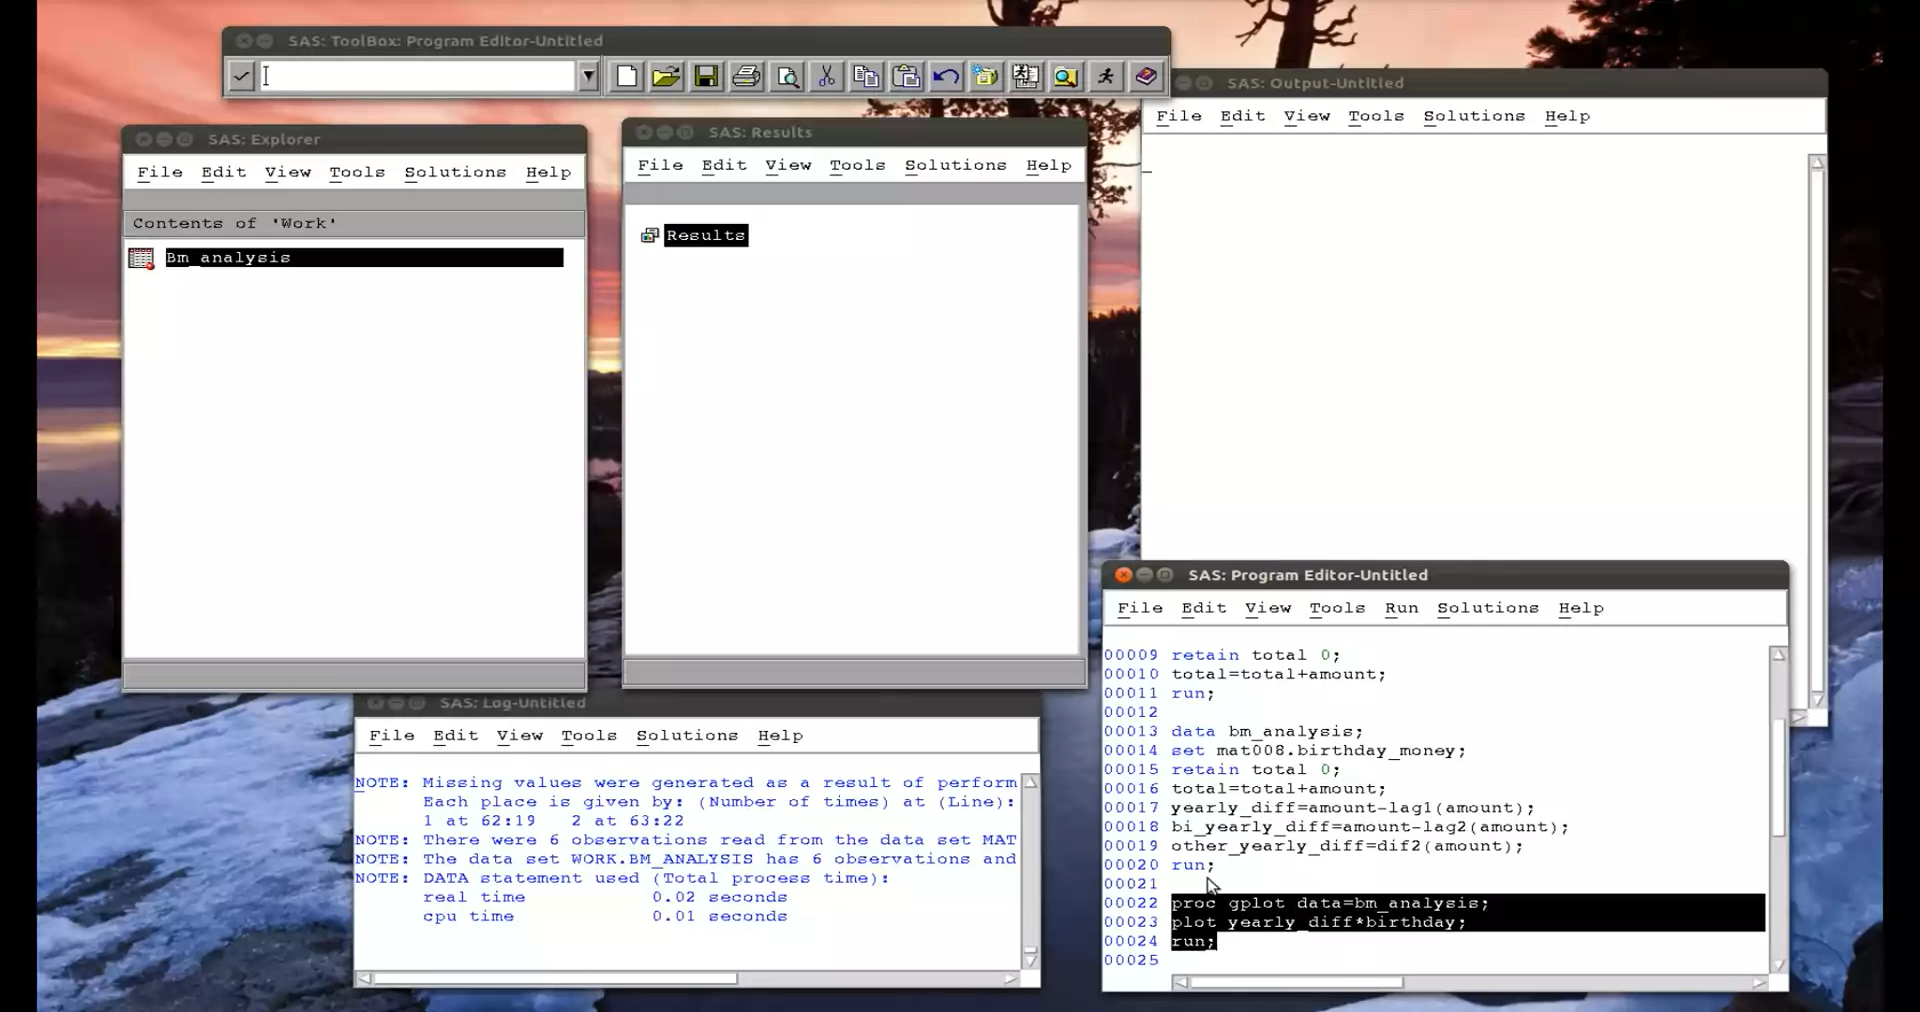 SAS: ToolBox: Program Editor-Untitled
SAS: Explorer
File Edit View Tools Solutions Help
Contents of 'Work'
Bm_analysis
SAS: Results
File Edit View Tools Solutions Help
Results
SAS: Output-Untitled
File Edit View Tools Solutions Help
SAS: Log-Untitled
File Edit View Tools Solutions Help
NOTE: Missing values were generated as a result of perform
Each place is given by: (Number of times) at (Line):
1 at 62:19 2 at 63:22
NOTE: There were 6 observations read from the data set MAT
NOTE: The data set WORK.BM_ANALYSIS has 6 observations and
NOTE: DATA statement used (Total process time):
real time 0.02 seconds
cpu time 0.01 seconds
SAS: Program Editor-Untitled
File Edit View Tools Run Solutions Help
00009 retain total 0;
00010 total=total+amount;
00011 run;
00012
00013 data bm_analysis;
00014 set mat008.birthday_money;
00015 retain total 0;
00016 total=total+amount;
00017 yearly_diff=amount-lag1(amount);
00018 bi_yearly_diff=amount-lag2(amount);
00019 other_yearly_diff=dif2(amount);
00020 run;
00021
00022 proc gplot data=bm_analysis;
00023 plot yearly_diff*birthday;
00024 run;
00025